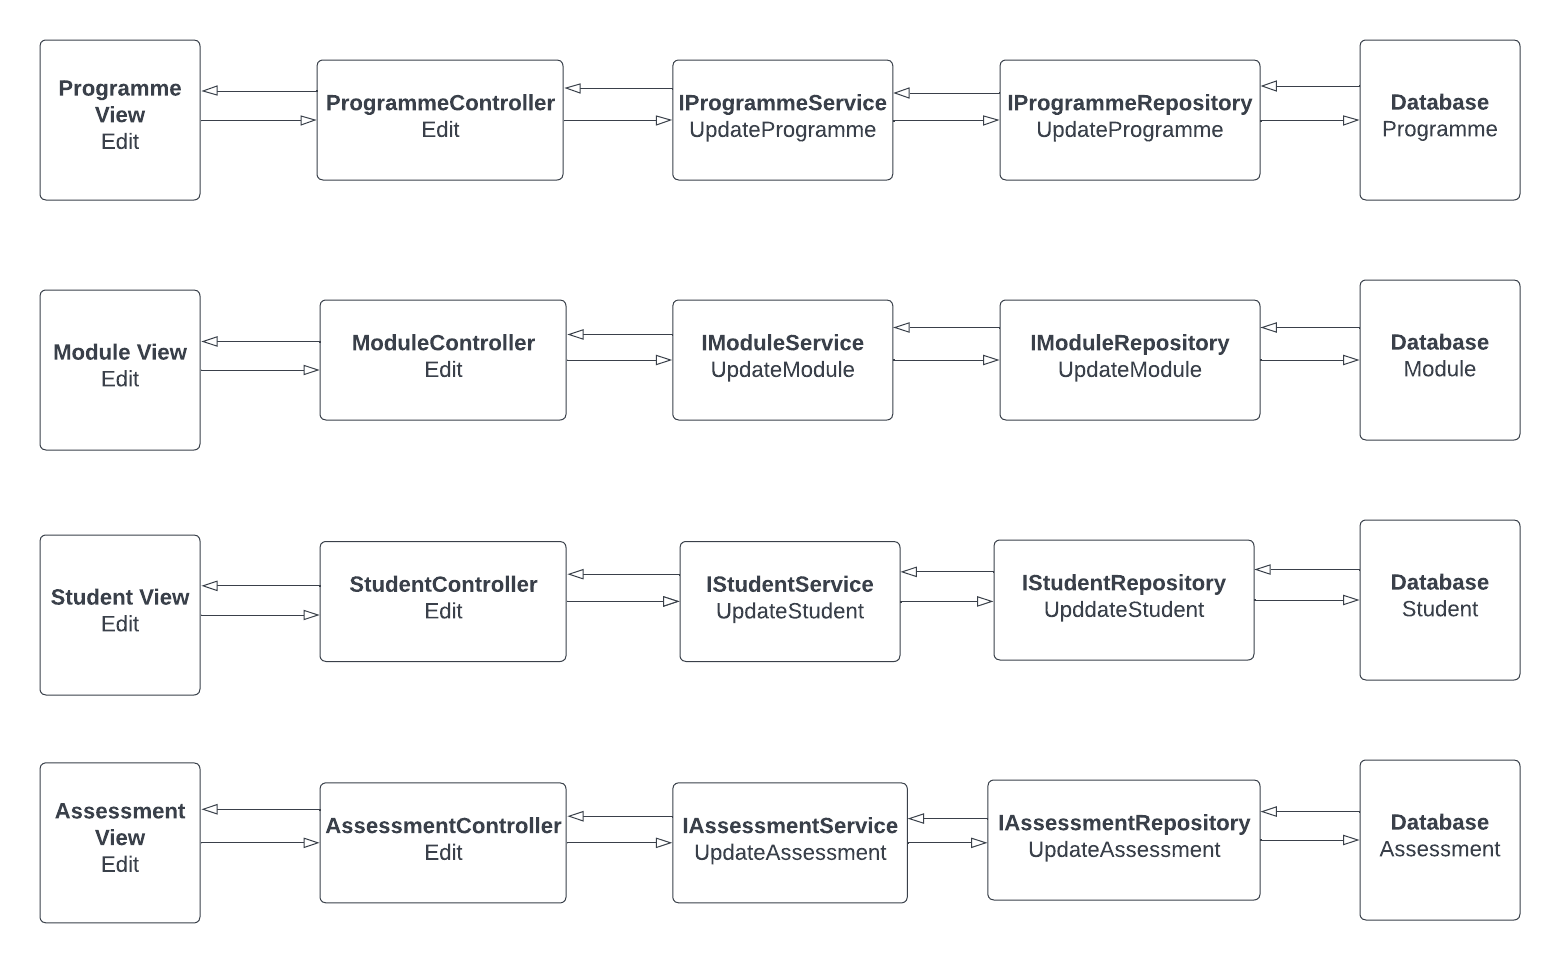 Programme
View
Edit
ProgrammeController
Edit
IProgrammeService
UpdateProgramme
IProgrammeRepository
UpdateProgramme
Database
Programme
Module View
Edit
ModuleController
Edit
IModuleService
UpdateModule
IModuleRepository
UpdateModule
Database
Module
Student View
Edit
StudentController
Edit
IStudentService
UpdateStudent
IStudentRepository
UpddateStudent
Database
Student
Assessment
View
Edit
AssessmentController
Edit
IAssessmentService
UpdateAssessment
IAssessmentRepository
UpdateAssessment
Database
Assessment